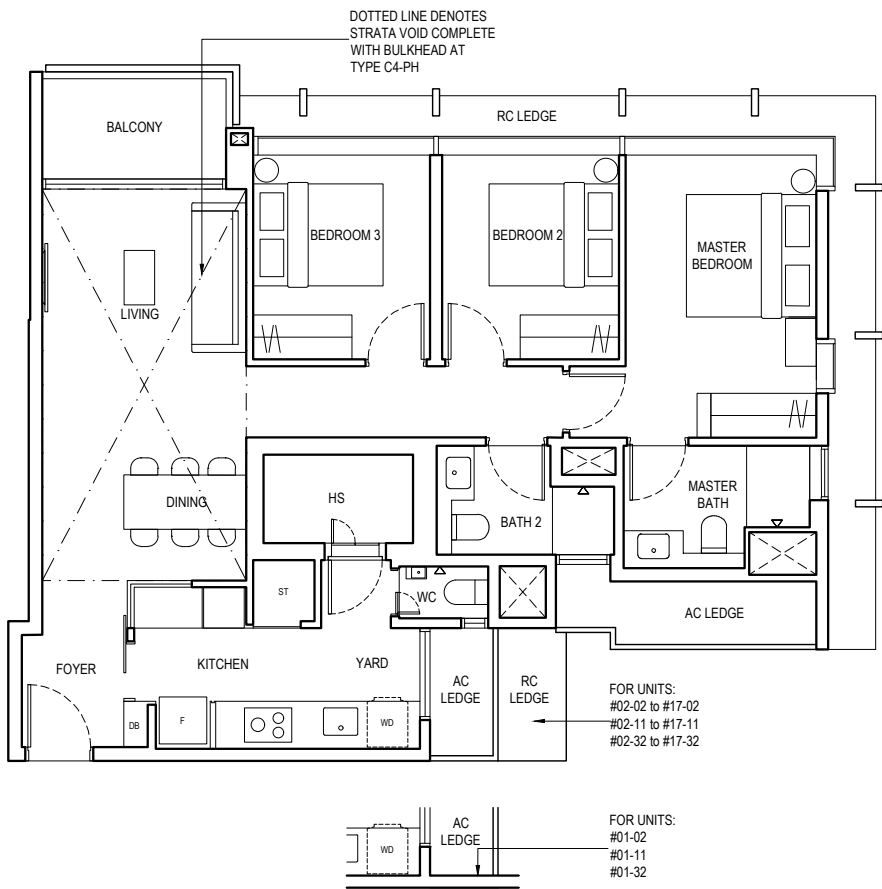 DOTTED LINE DENOTES
STRATA VOID COMPLETE
WITH BULKHEAD AT
TYPE C4-PH
RC LEDGE
BALCONY
BEDROOM 3
BEDROOM 2
MASTER
BEDROOM
LIVING
DINING
HS
BATH 2
MASTER
BATH
ST
WC
AC LEDGE
FOYER
KITCHEN
YARD
AC
LEDGE
RC
LEDGE
DB
F
WD
FOR UNITS:
#02-02 to #17-02
#02-11 to #17-11
#02-32 to #17-32
AC
LEDGE
WD
FOR UNITS:
#01-02
#01-11
#01-32